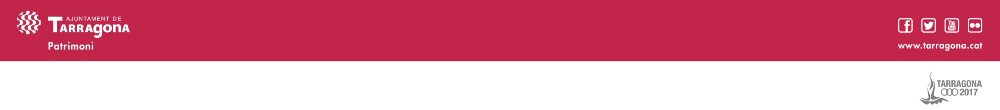 AJUNTAMENT DE
TARRAgonA
Patrimoni
You
Tube
www.tarragona.cat
TARRAGONA
2017